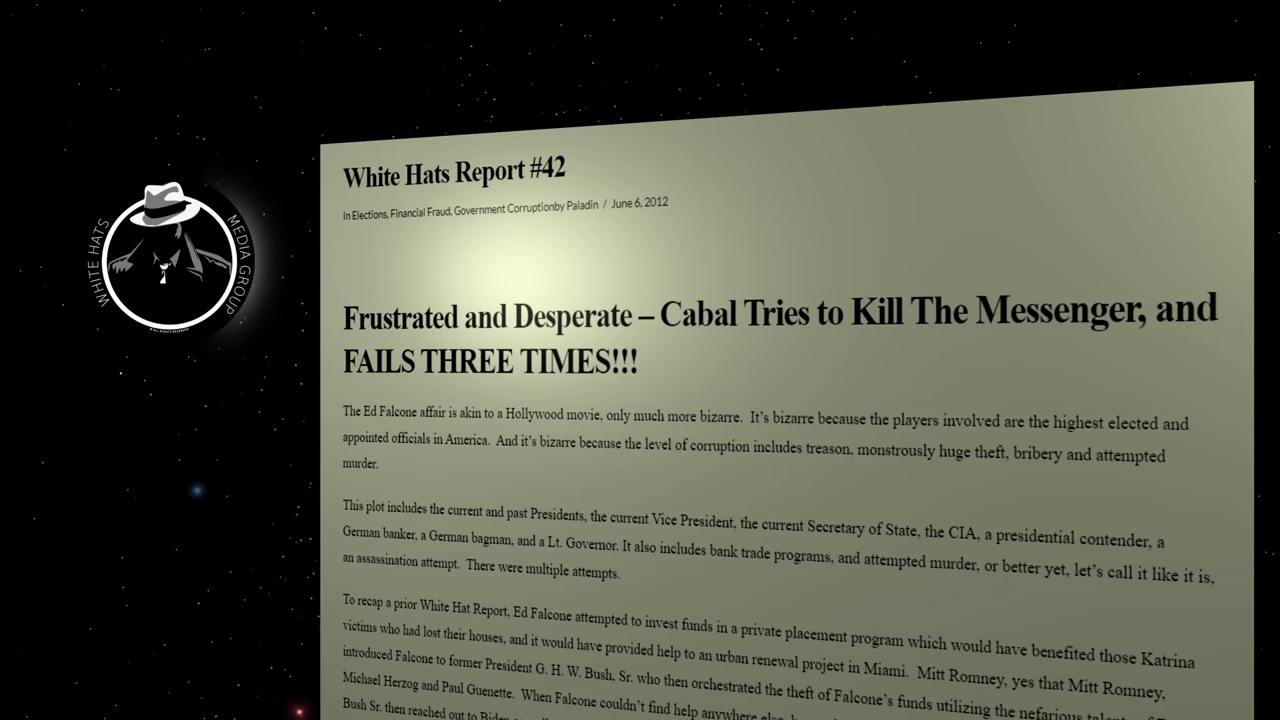 WHITE HATS
MEDIA GROUP
White Hats Report #42
In Elections, Financial Fraud, Government Corruptionby Paladin / June 6, 2012
Frustrated and Desperate – Cabal Tries to Kill The Messenger, and
FAILS THREE TIMES!!!
The Ed Falcone affair is akin to a Hollywood movie, only much more bizarre. It's bizarre because the players involved are the highest elected and
appointed officials in America. And it's bizarre because the level of corruption includes treason, monstrously huge theft, bribery and attempted
murder.
This plot includes the current and past Presidents, the current Vice President, the current Secretary of State, the CIA, a presidential contender, a
German banker, a German bagman, and a Lt. Governor. It also includes bank trade programs, and attempted murder, or better yet, let's call it like it is,
an assassination attempt. There were multiple attempts.
To recap a prior White Hat Report, Ed Falcone attempted to invest funds in a private placement program which would have benefited those Katrina
victims who had lost their houses, and it would have provided help to an urban renewal project in Miami. Mitt Romney, yes that Mitt Romney,
introduced Falcone to former President G. H. W. Bush, Sr. who then orchestrated the theft of Falcone's funds utilizing the nefarious
Michael Herzog and Paul Guenette. When Falcone couldn't find help anywhere
Bush Sr. then reached out to